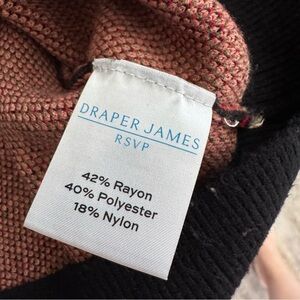 DRAPER JAMES
RSVP
42% Rayon
40% Polyester
18% Nylon